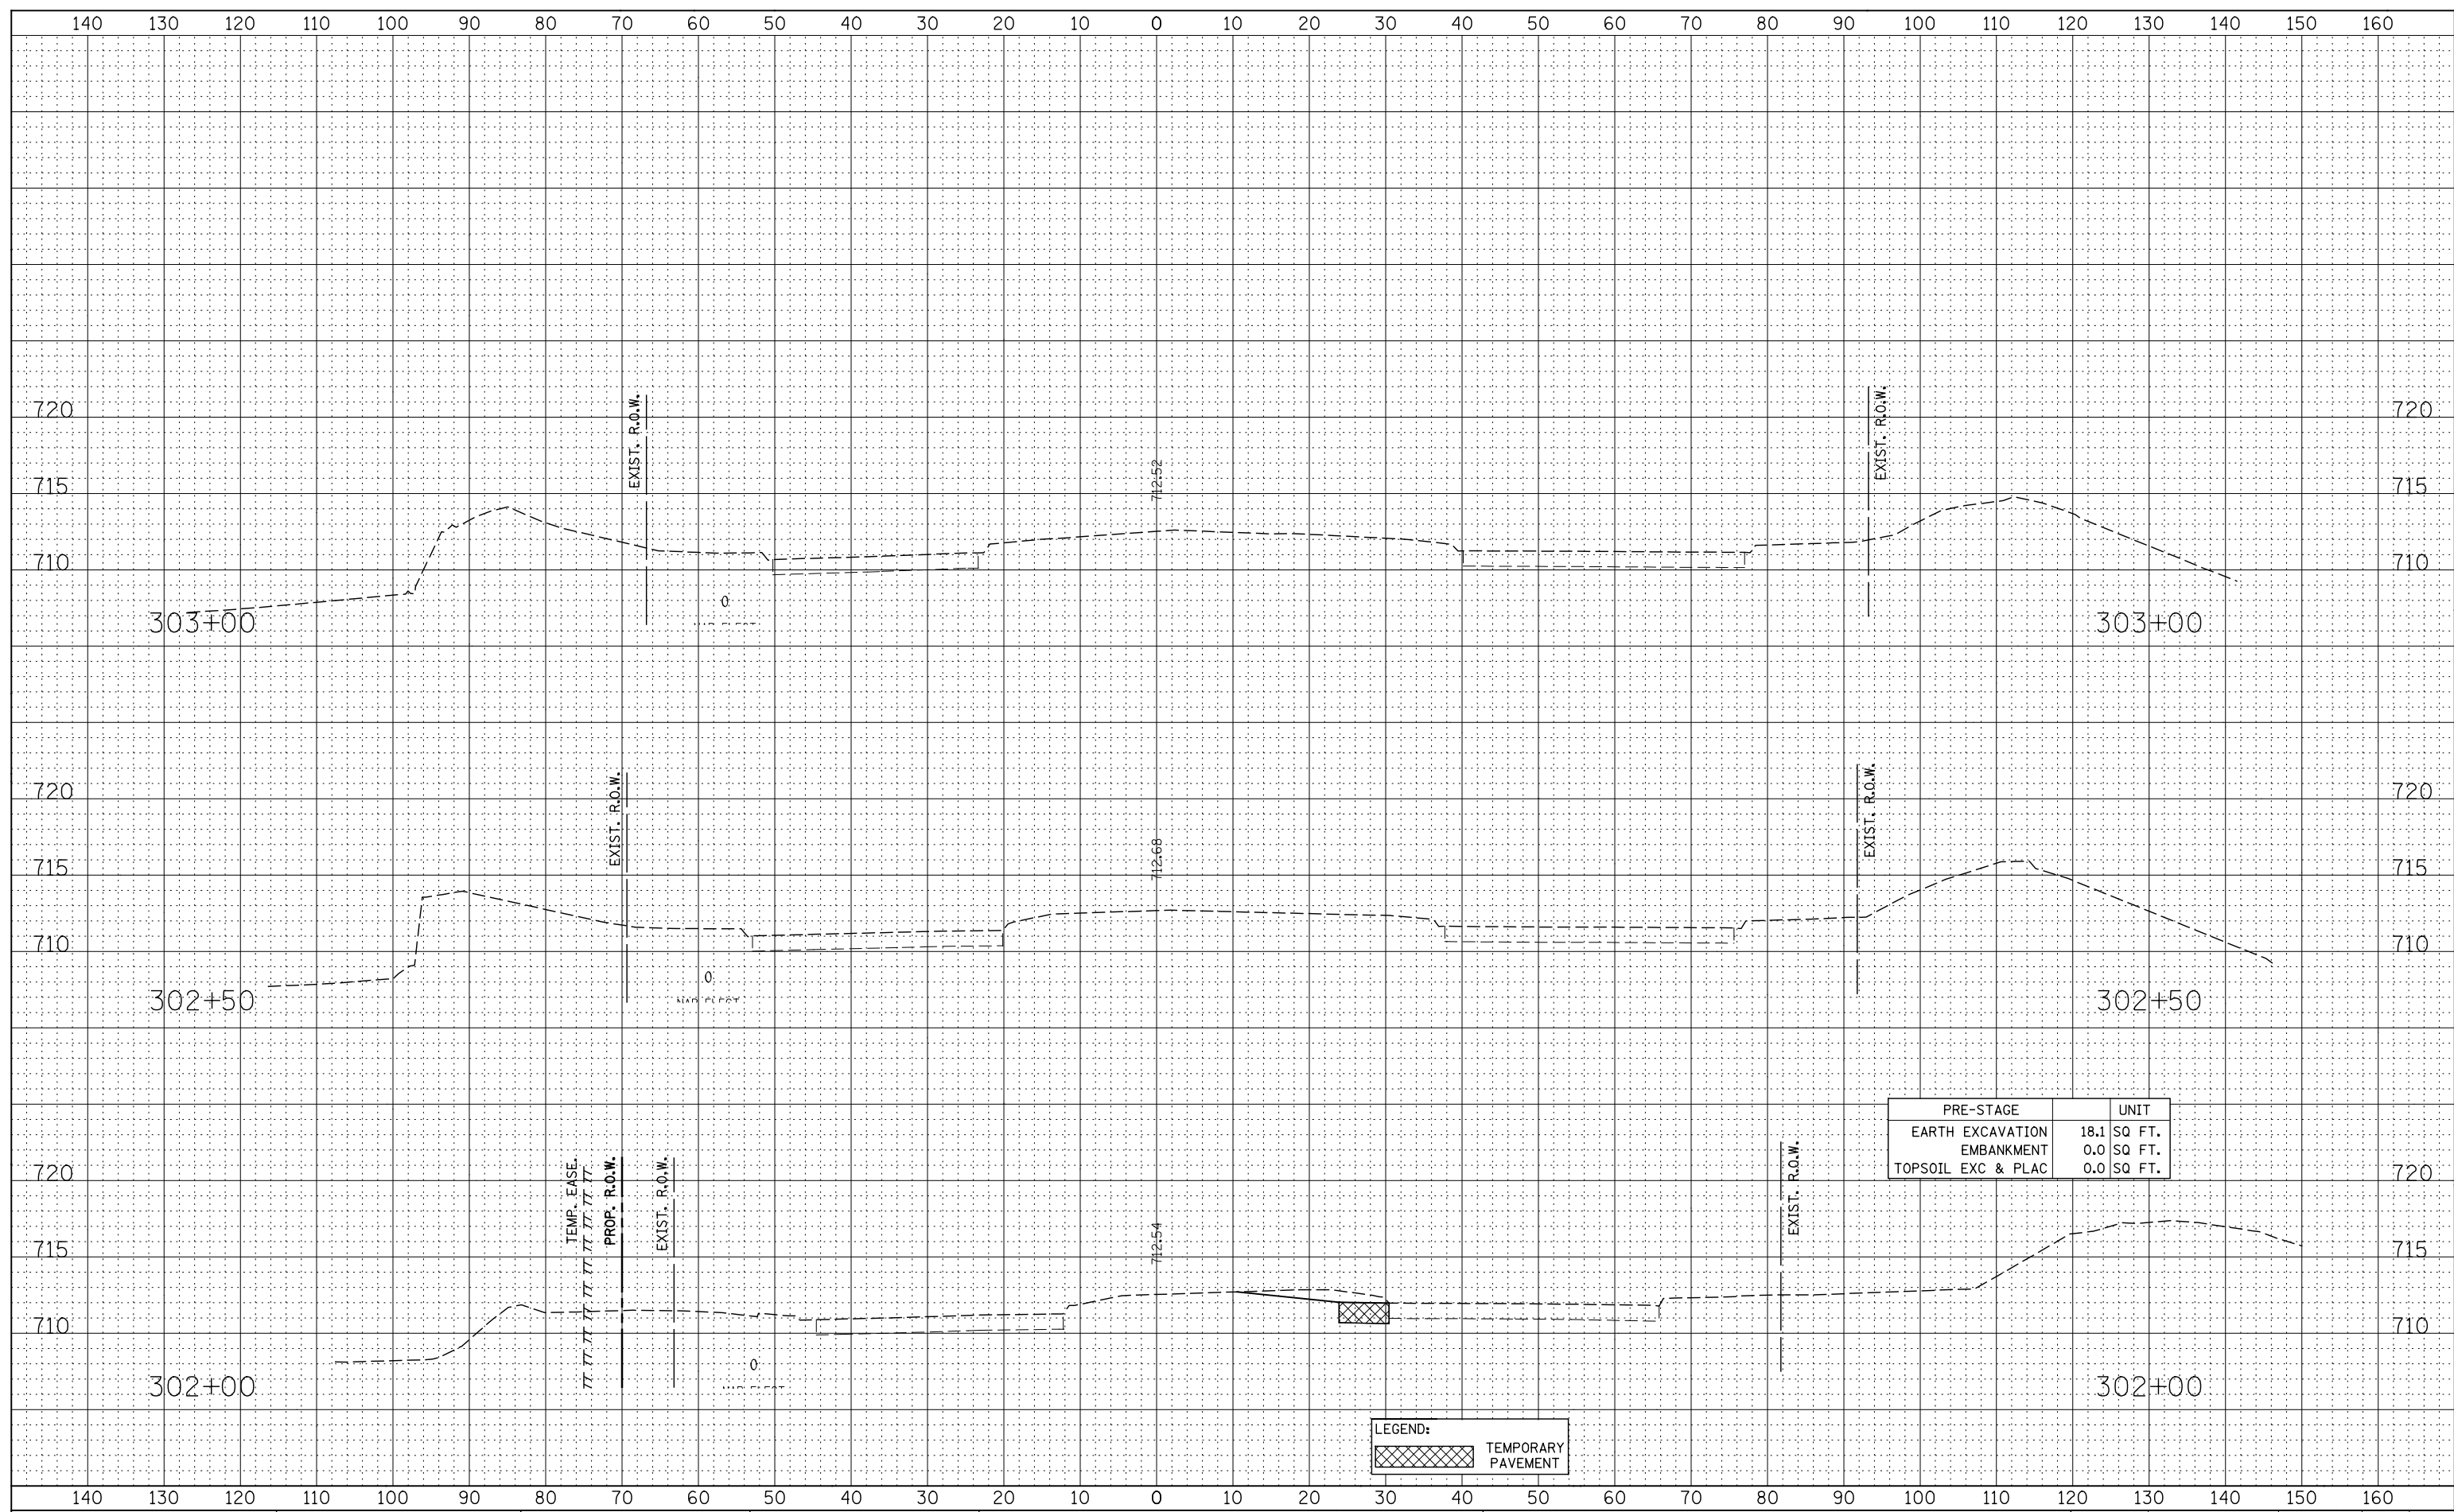 140 130 120 110 100 90 80 70 60 50 40 30 20 10 0 10 20 30 40 50 60 70 80 90 100 110 120 130 140 150 160
720 EXIST. R.O.W. EXIST. R.O.W. 720
715 712.52 715
710 710
0
303+00 303+00
720 EXIST. R.O.W. EXIST. R.O.W. 720
715 712.68 715
710 710
0
302+50 302+50
PRE-STAGE UNIT
EARTH EXCAVATION 18.1 SQ FT.
EMBANKMENT 0.0 SQ FT.
TOPSOIL EXC & PLAC 0.0 SQ FT.
720 TEMP. EASE. PROP. R.O.W. EXIST. R.O.W. EXIST. R.O.W. 720
715 712.54 715
710 710
0
302+00 302+00
LEGEND:
TEMPORARY
PAVEMENT
140 130 120 110 100 90 80 70 60 50 40 30 20 10 0 10 20 30 40 50 60 70 80 90 100 110 120 130 140 150 160